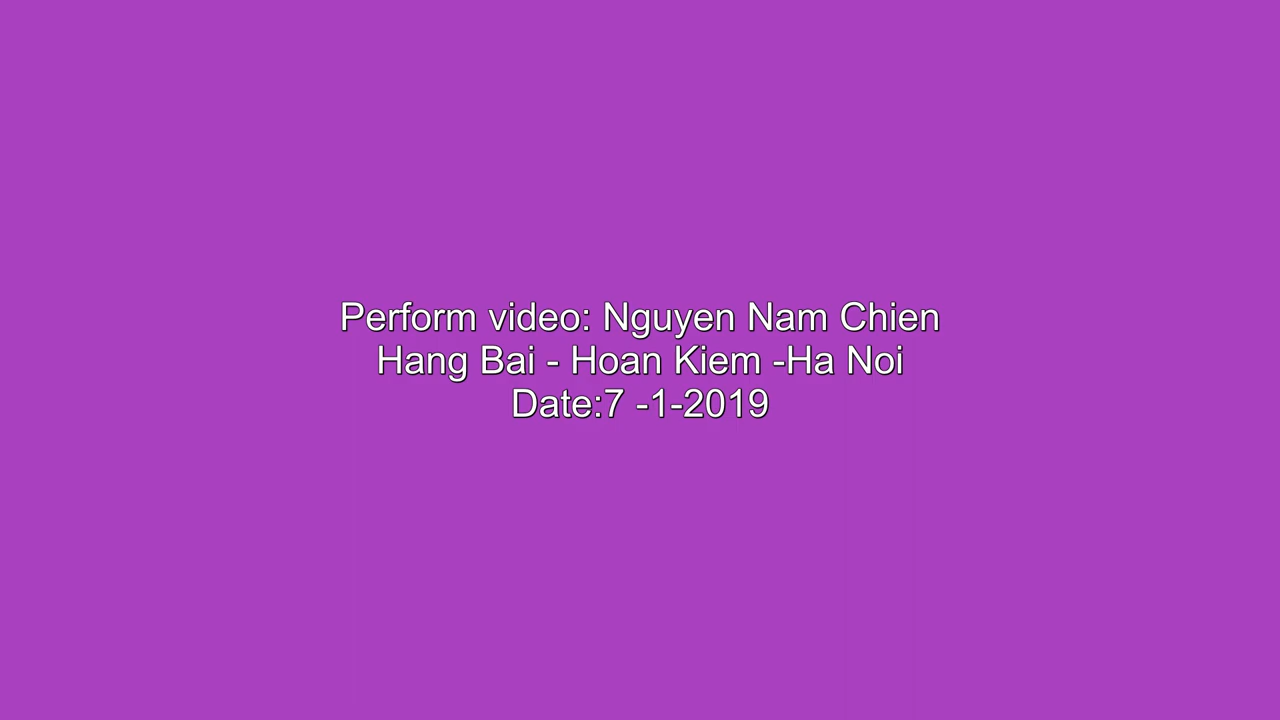 Perform video: Nguyen Nam Chien
Hang Bai - Hoan Kiem -Ha Noi
Date:7 -1-2019